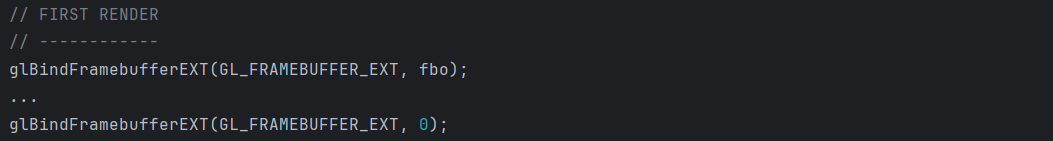 // FIRST RENDER
// ------------
glBindFramebufferEXT(GL_FRAMEBUFFER_EXT, fbo);
...
glBindFramebufferEXT(GL_FRAMEBUFFER_EXT, 0);